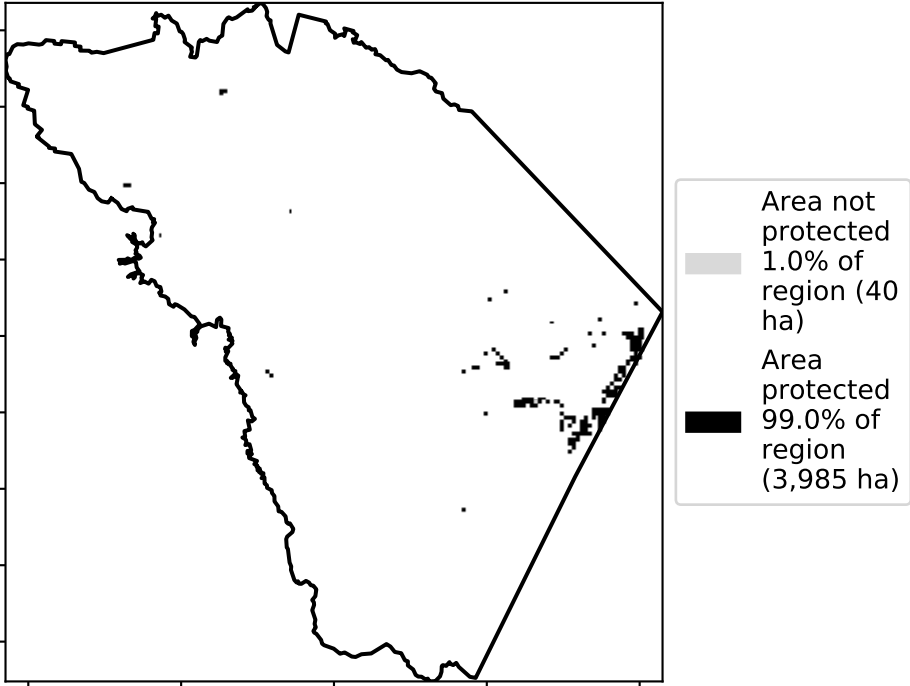 Area not
protected
1.0% of
region (40
ha)
Area
protected
99.0% of
region
(3,985 ha)